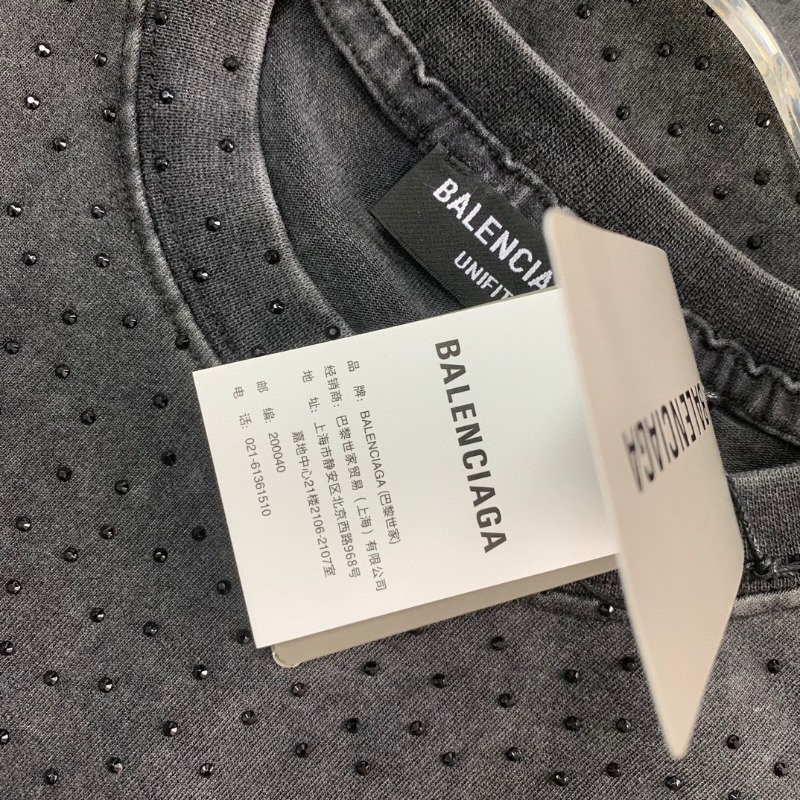 BALENCIAGA
UNIFIT
BALENCIAGA
品 牌：BALENCIAGA (巴黎世家)
经销商：巴黎世家贸易（上海）有限公司
地 址：上海市静安区北京西路968号
嘉地中心21楼2106-2107室
邮 编：200040
电 话：021-61361510
BALENCIAGA